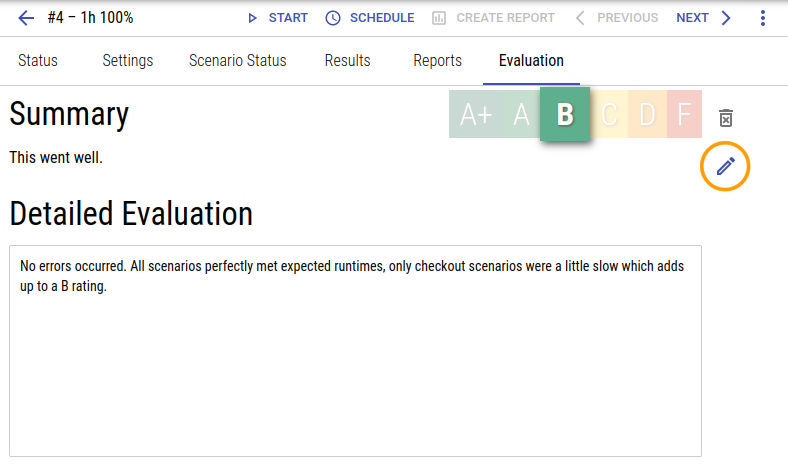 #4 – 1h 100% START SCHEDULE CREATE REPORT PREVIOUS NEXT
Status Settings Scenario Status Results Reports Evaluation
Summary A+ A B C D F
This went well.
Detailed Evaluation
No errors occurred. All scenarios perfectly met expected runtimes, only checkout scenarios were a little slow which adds
up to a B rating.